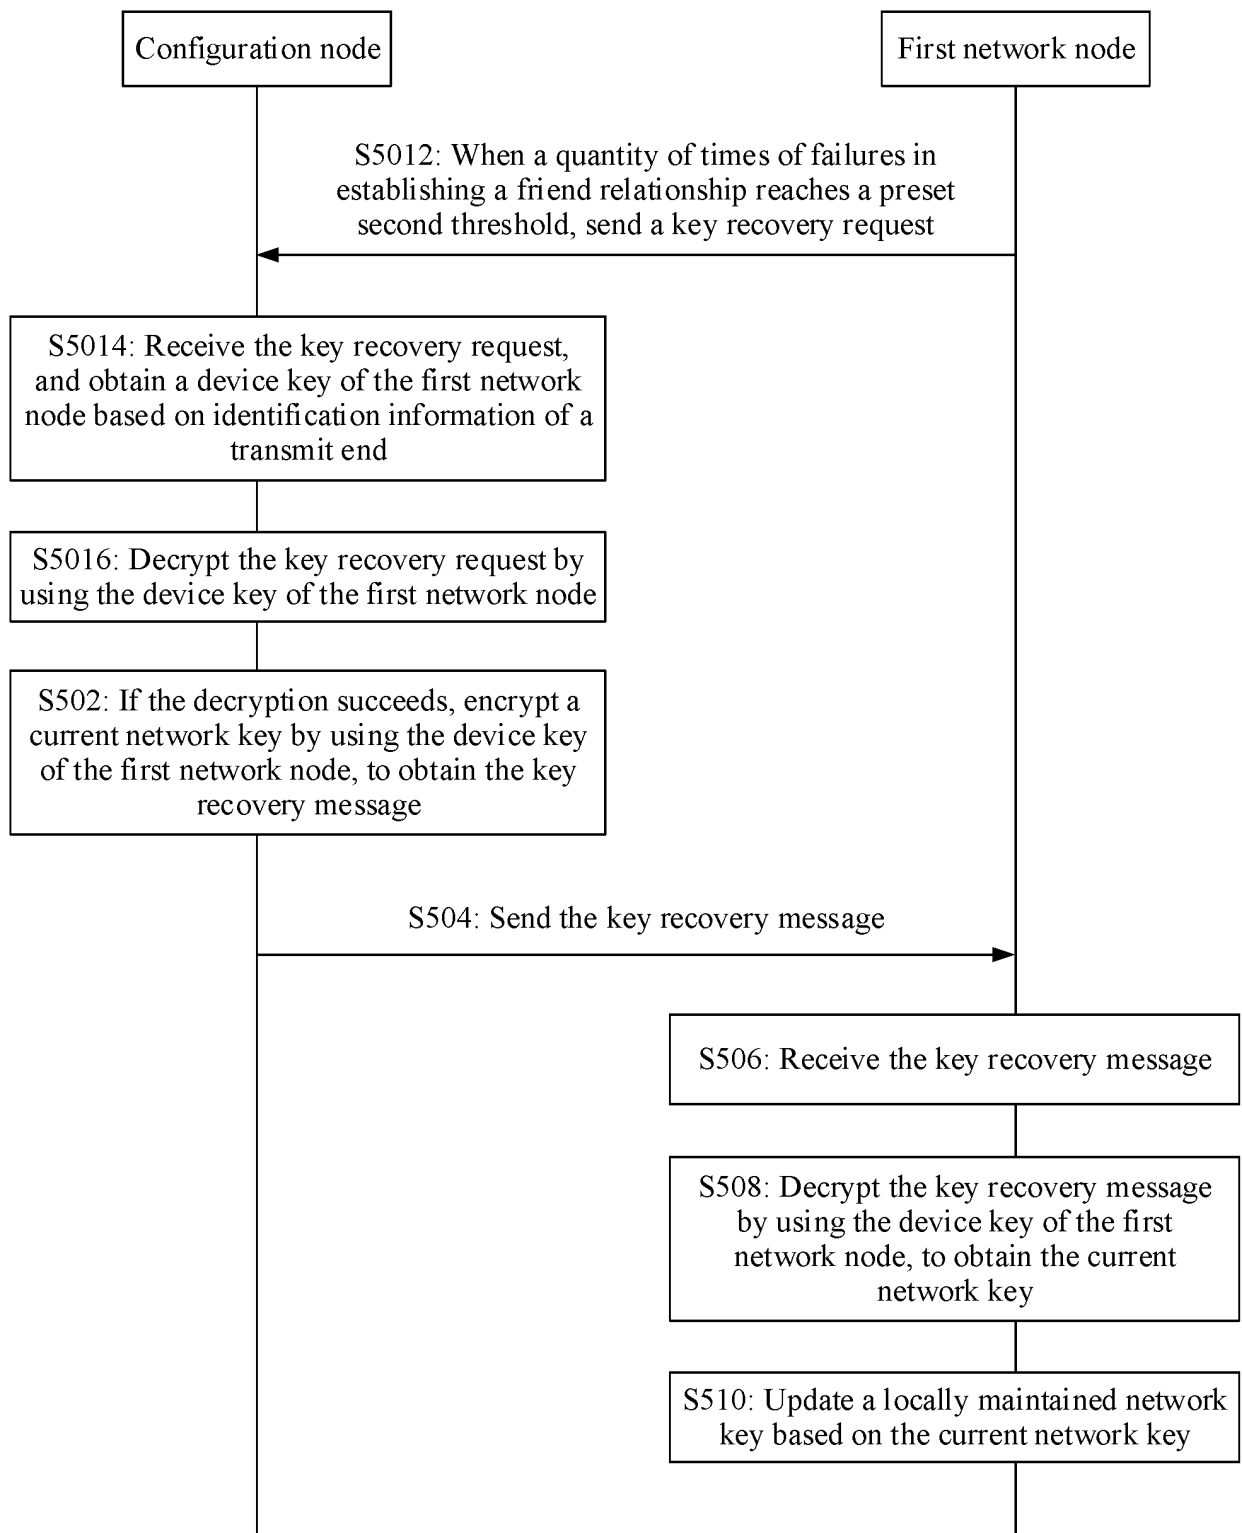 Configuration node
First network node
S5012: When a quantity of times of failures in
establishing a friend relationship reaches a preset
second threshold, send a key recovery request
S5014: Receive the key recovery request,
and obtain a device key of the first network
node based on identification information of a
transmit end
S5016: Decrypt the key recovery request by
using the device key of the first network node
S502: If the decryption succeeds, encrypt a
current network key by using the device key
of the first network node, to obtain the key
recovery message
S504: Send the key recovery message
S506: Receive the key recovery message
S508: Decrypt the key recovery message
by using the device key of the first
network node, to obtain the current
network key
S510: Update a locally maintained network
key based on the current network key